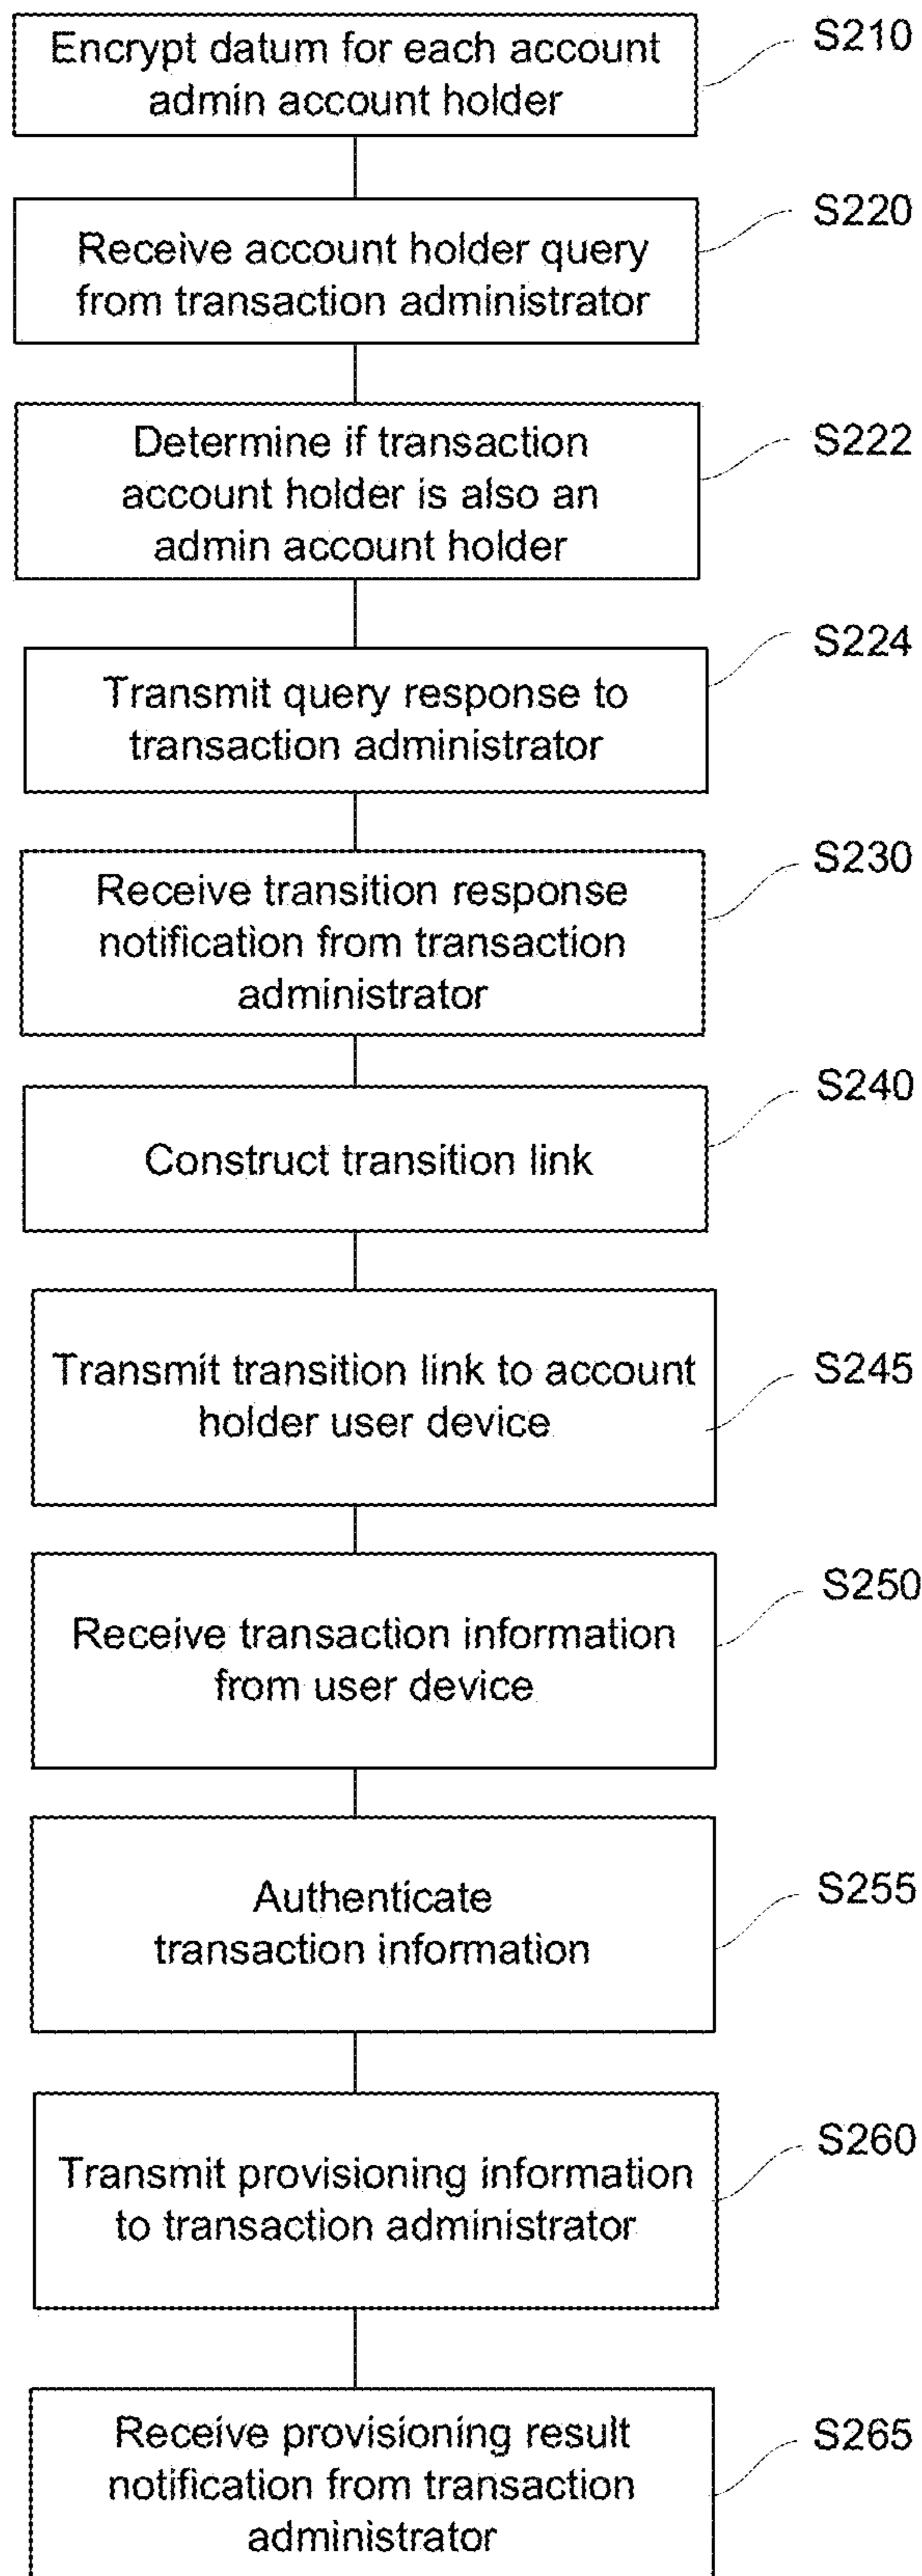 Encrypt datum for each account
admin account holder
S210
Receive account holder query
from transaction administrator
S220
Determine if transaction
account holder is also an
admin account holder
S222
Transmit query response to
transaction administrator
S224
Receive transition response
notification from transaction
administrator
S230
Construct transition link
S240
Transmit transition link to account
holder user device
S245
Receive transaction information
from user device
S250
Authenticate
transaction information
S255
Transmit provisioning information
to transaction administrator
S260
Receive provisioning result
notification from transaction
administrator
S265